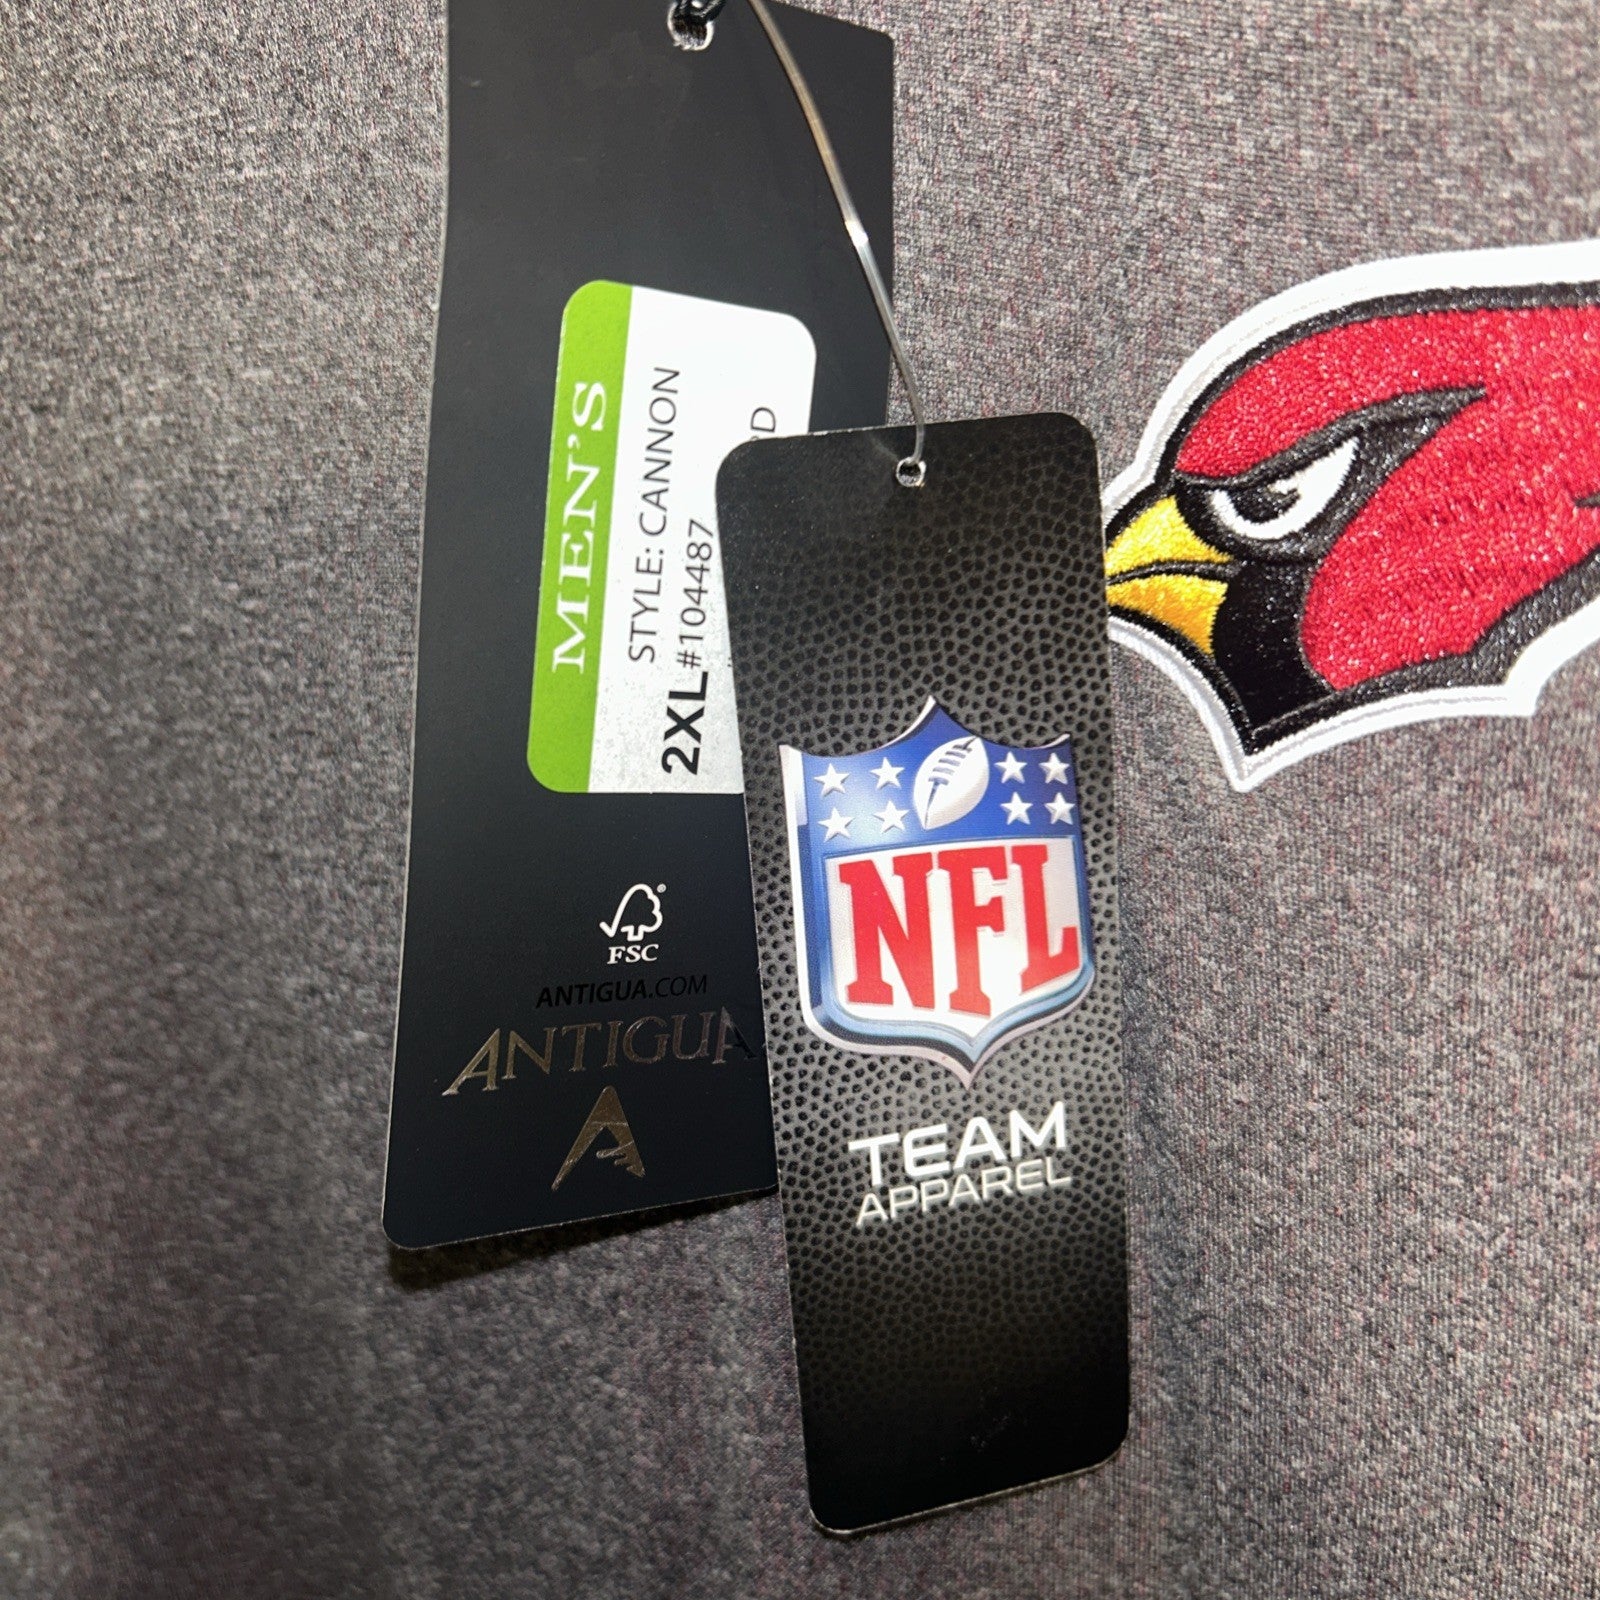 MEN'S
STYLE: CANNON
2XL #104487
FSC
ANTIGUA.COM
ANTIGUA
NFL
TEAM
APPAREL